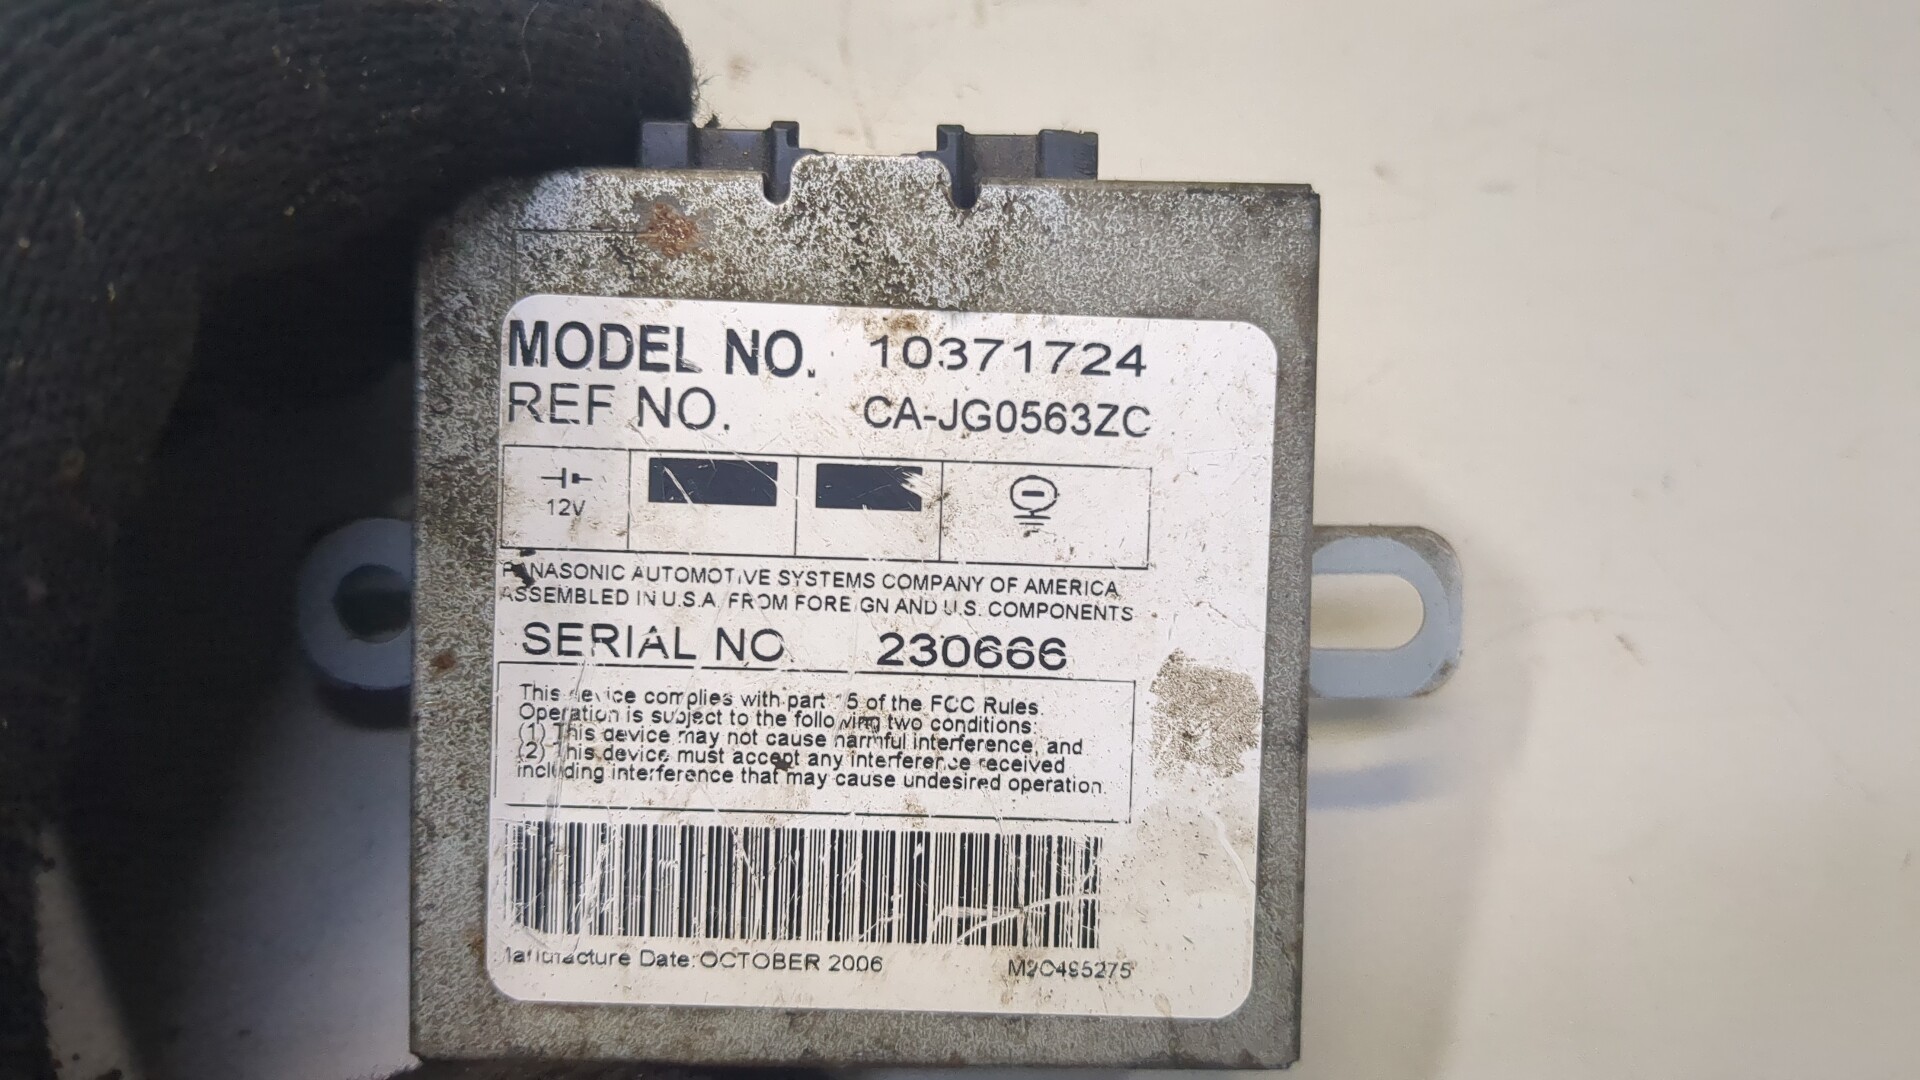 MODEL NO. 10371724
REF NO. CA-JG0563ZC
12V
PANASONIC AUTOMOTIVE SYSTEMS COMPANY OF AMERICA
ASSEMBLED IN U.S.A. FROM FOREIGN AND U.S. COMPONENTS
SERIAL NO 230666
This device complies with part 15 of the FCC Rules.
Operation is subject to the following two conditions:
(1) This device may not cause harmful interference, and
(2) This device must accept any interference received
including interference that may cause undesired operation.
Manufacture Date: OCTOBER 2006 M2C495275